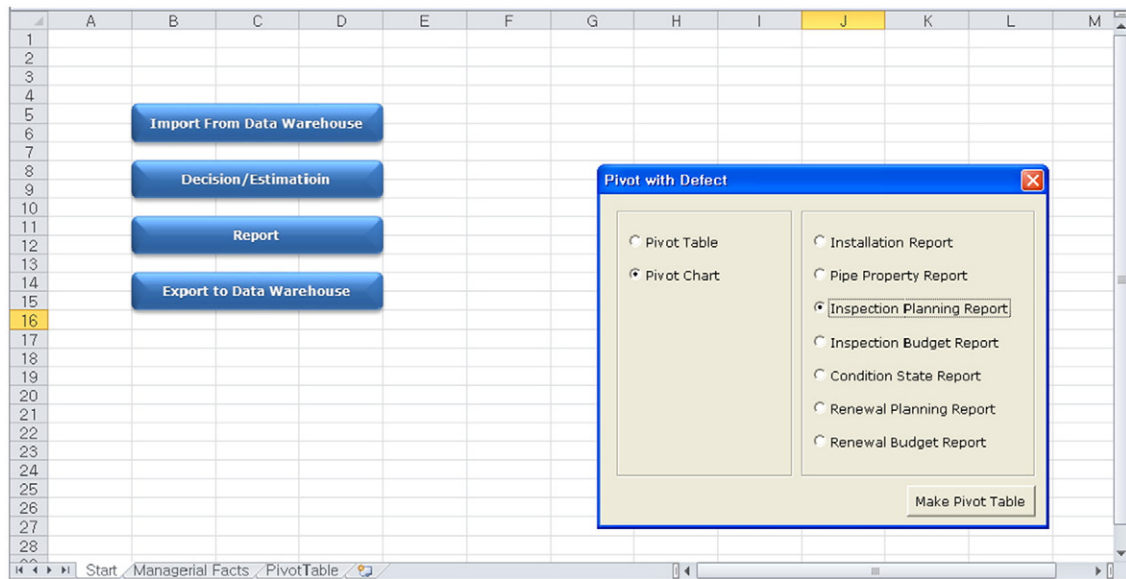 A B C D E F G H I J K L M
1
2
3
4
5
6
7
8
9
10
11
12
13
14
15
16
17
18
19
20
21
22
23
24
25
26
27
28
Import From Data Warehouse
Decision/Estimatioin
Report
Export to Data Warehouse
Pivot with Defect
Pivot Table
Pivot Chart
Installation Report
Pipe Property Report
Inspection Planning Report
Inspection Budget Report
Condition State Report
Renewal Planning Report
Renewal Budget Report
Make Pivot Table
Start Managerial Facts PivotTable